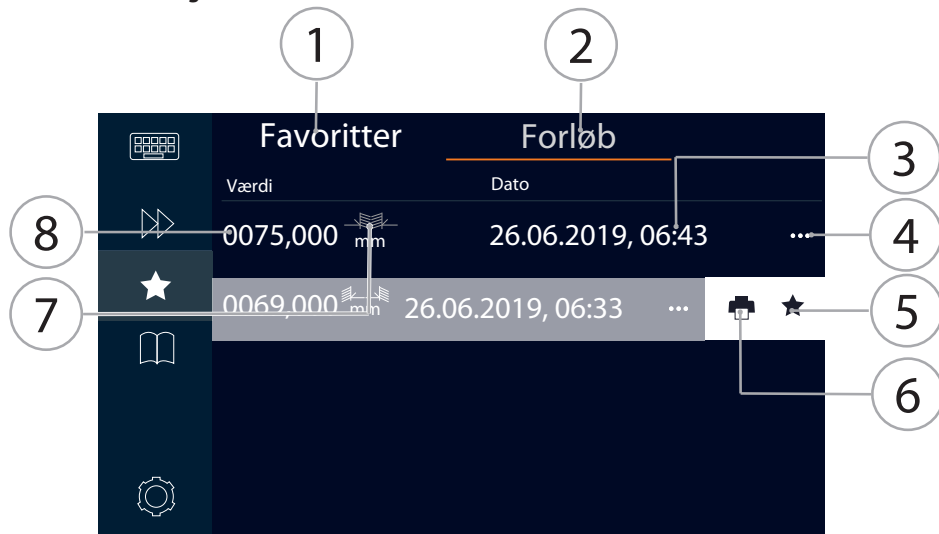 1
2
Favoritter
Forløb
3
Værdi
Dato
8
0075,000 mm
26.06.2019, 06:43
...
4
7
0069,000 mm
26.06.2019, 06:33
...
5
6